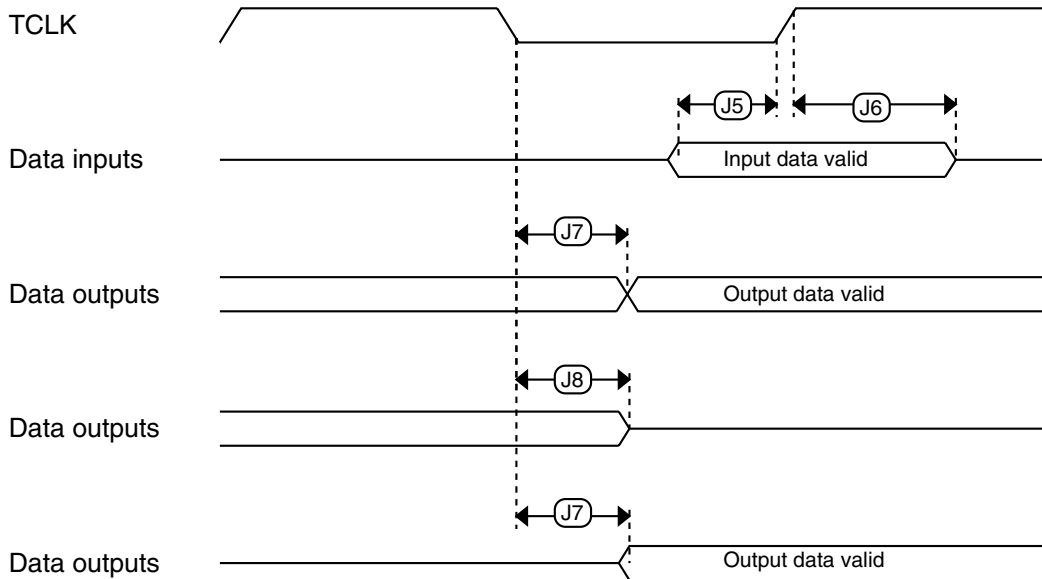 TCLK
J5
J6
Data inputs
Input data valid
J7
Data outputs
Output data valid
J8
Data outputs
J7
Data outputs
Output data valid